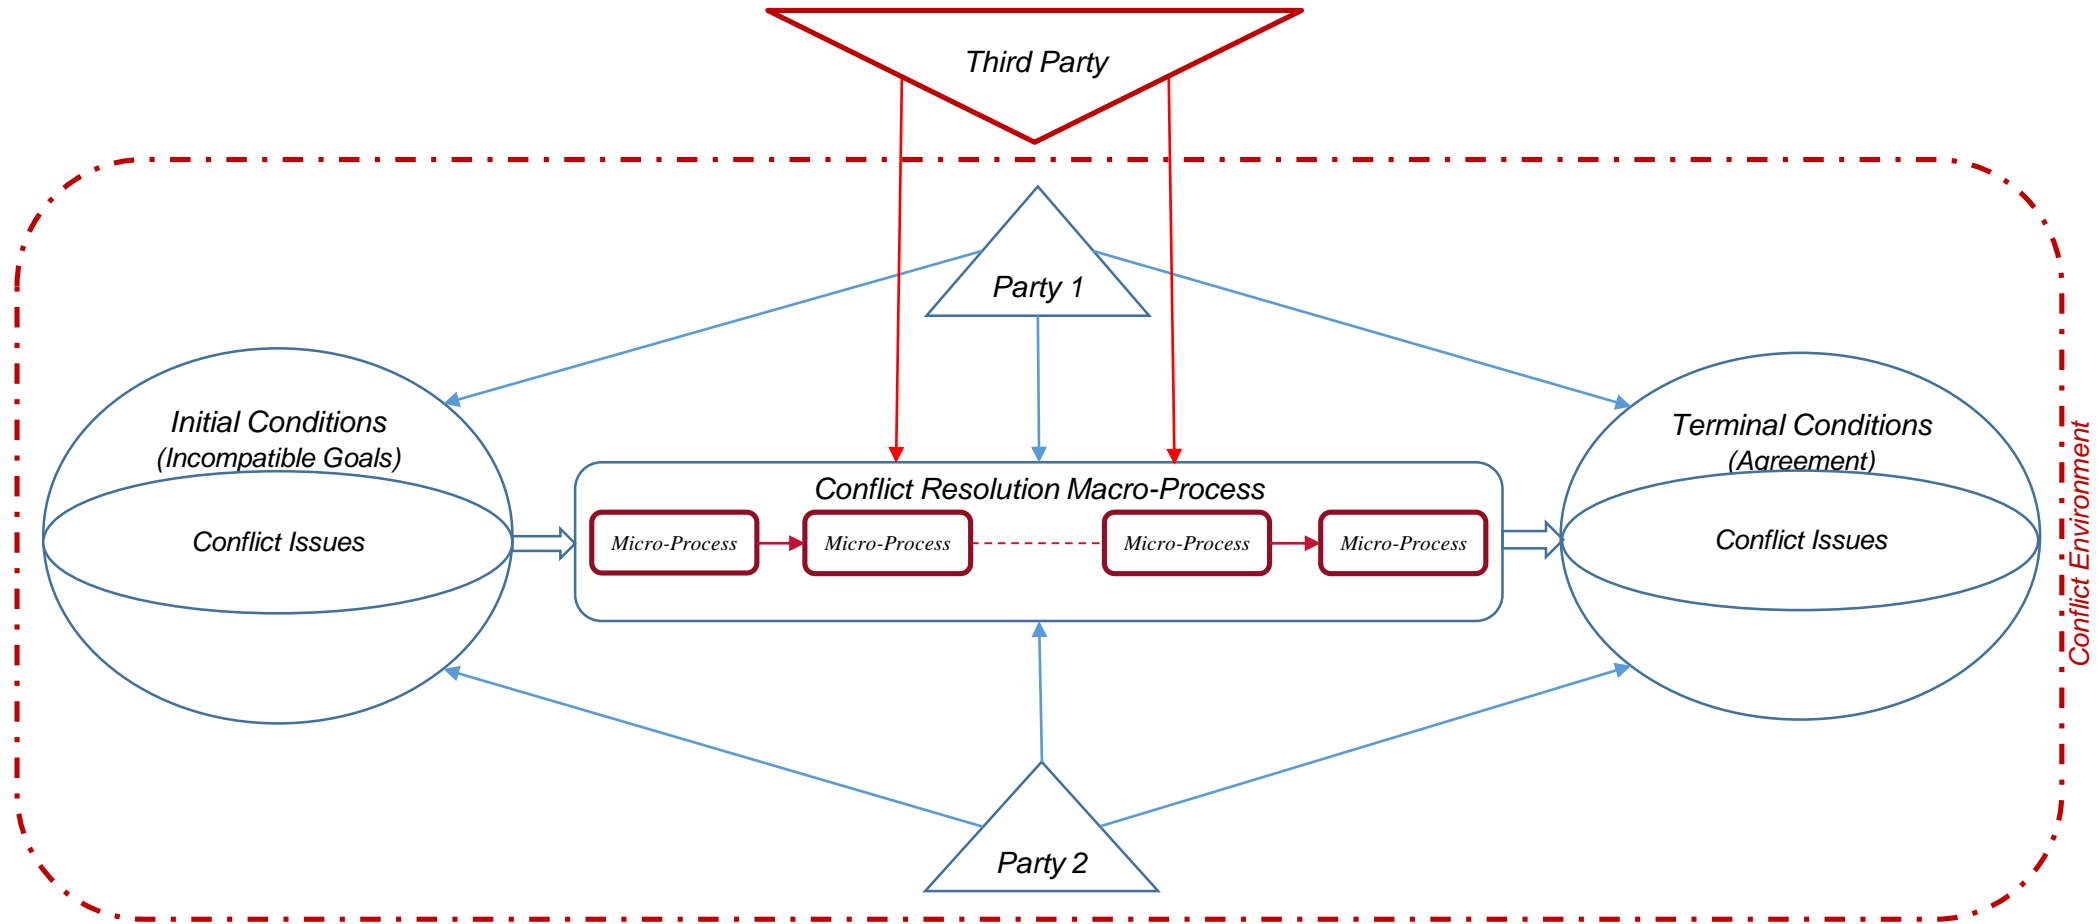 Third Party
Party 1
Initial Conditions
(Incompatible Goals)
Conflict Issues
Conflict Resolution Macro-Process
Micro-Process
Micro-Process
Micro-Process
Micro-Process
Terminal Conditions
(Agreement)
Conflict Issues
Conflict Environment
Party 2